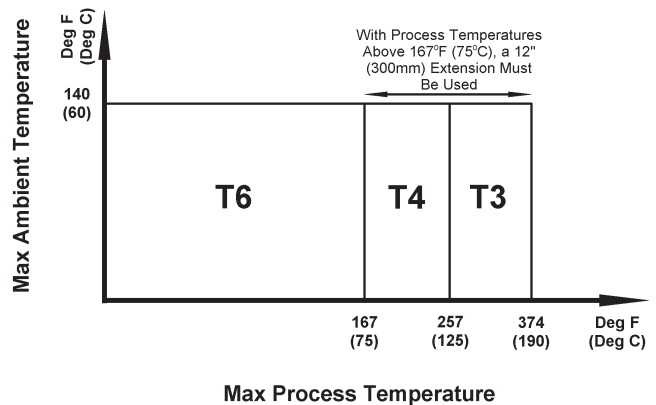 Max Ambient Temperature
Deg F
(Deg C)
140
(60)
With Process Temperatures
Above 167°F (75°C), a 12"
(300mm) Extension Must
Be Used
T6
T4
T3
167
(75)
257
(125)
374
(190)
Deg F
(Deg C)
Max Process Temperature